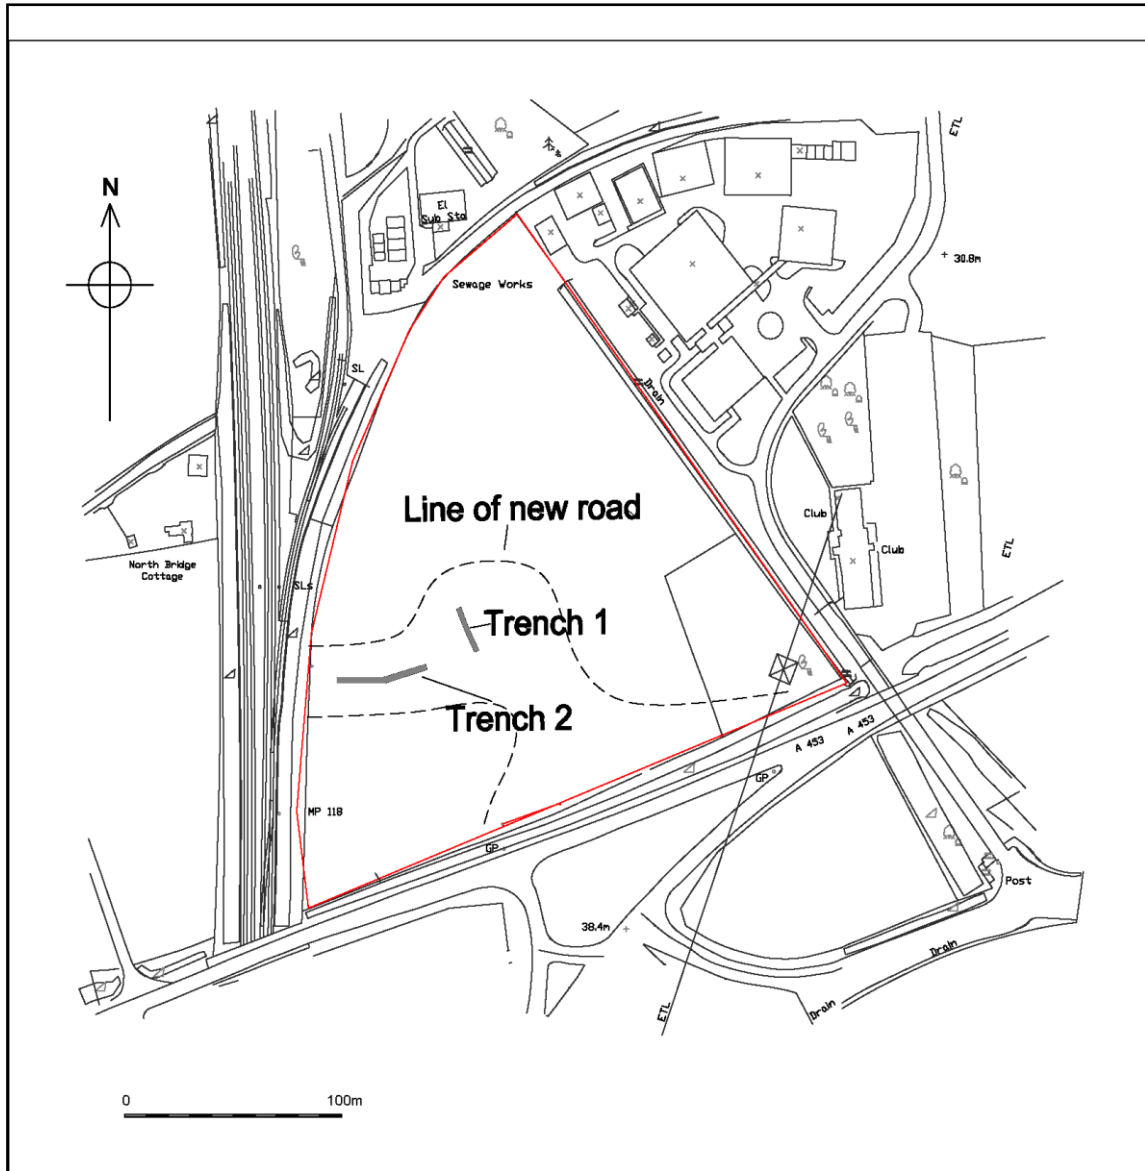 ETL
N
El
Sub Sta
30.8m
Sewage Works
SL
Drain
Line of new road
Club
Club
ETL
North Bridge
Cottage
SLs
Trench 1
Trench 2
A 453
A 453
GP
MP 118
GP
Post
38.4m
Drain
ETL
Drain
0
100m